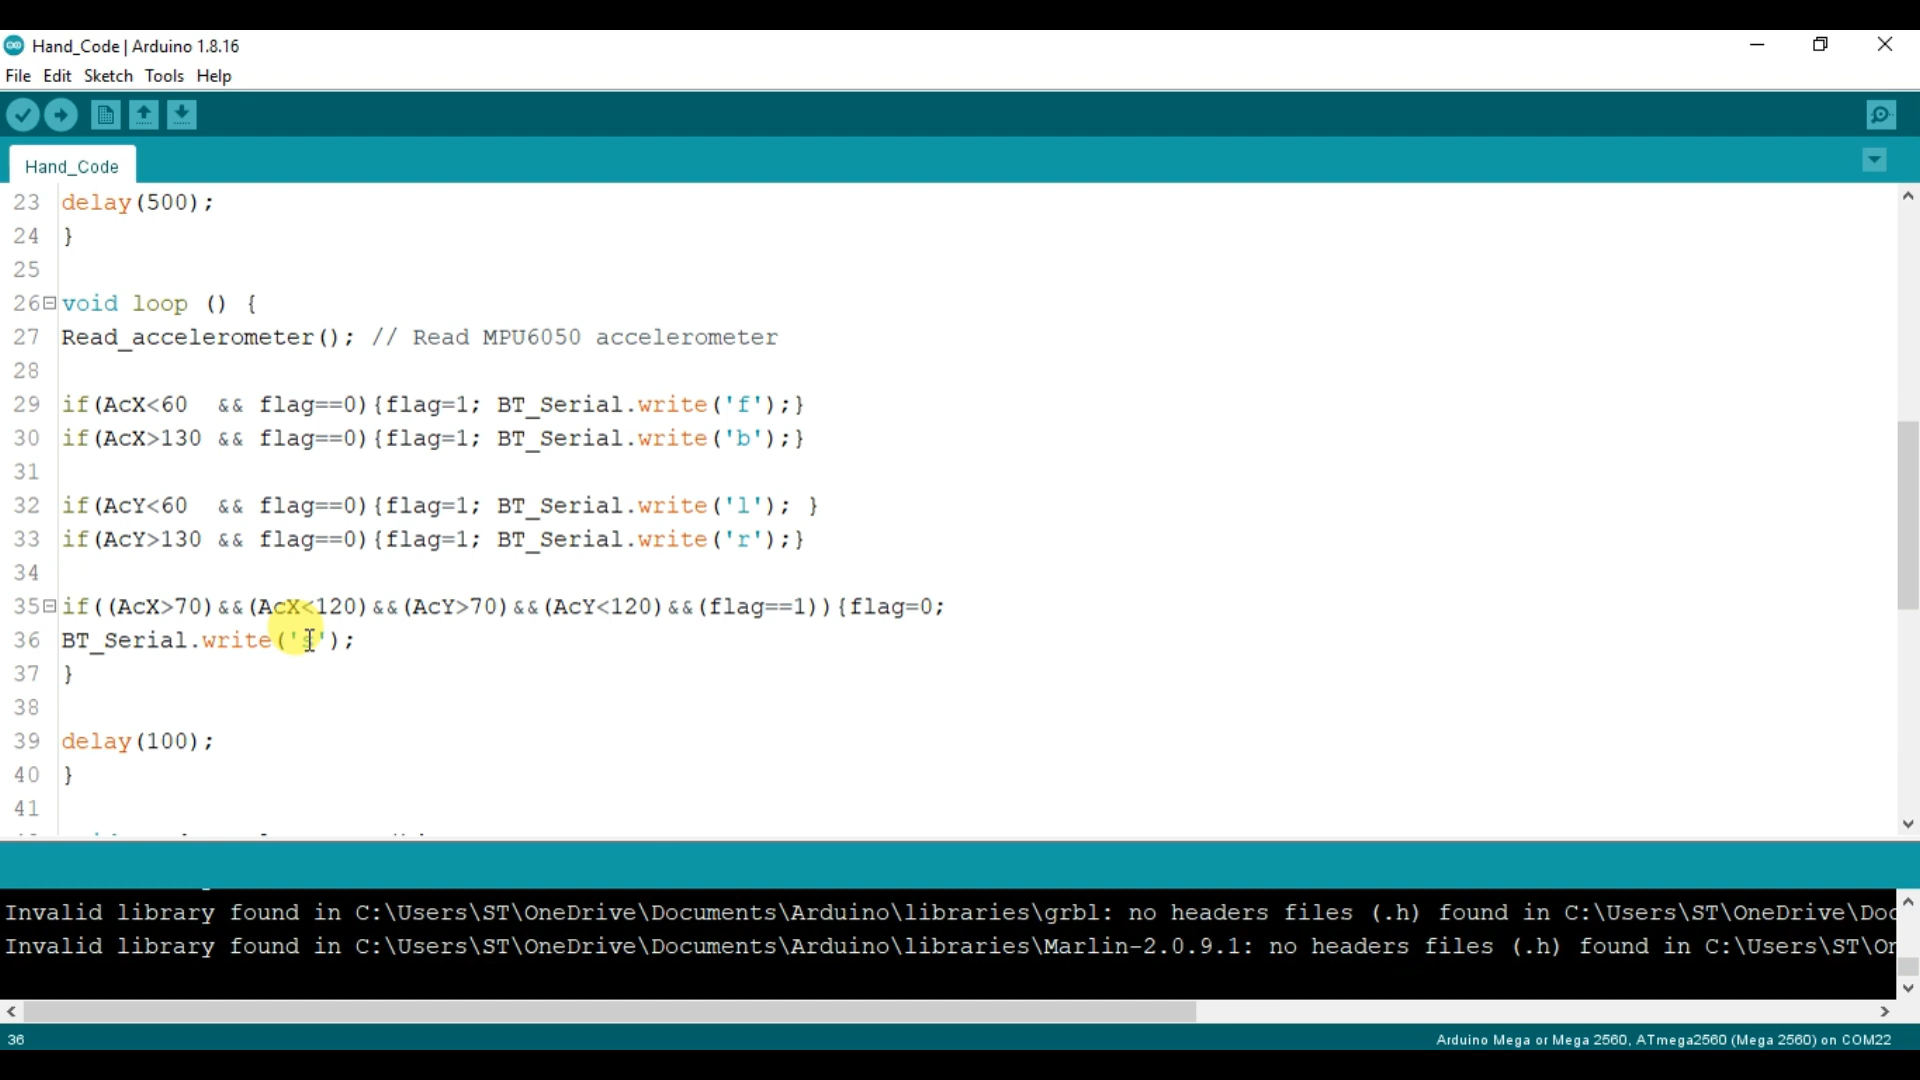 Hand_Code | Arduino 1.8.16
File Edit Sketch Tools Help
Hand_Code
23 delay(500);
24 }
25
26 void loop () {
27 Read_accelerometer(); // Read MPU6050 accelerometer
28
29 if(AcX<60  && flag==0){flag=1; BT_Serial.write('f');}
30 if(AcX>130 && flag==0){flag=1; BT_Serial.write('b');}
31
32 if(AcY<60  && flag==0){flag=1; BT_Serial.write('l'); }
33 if(AcY>130 && flag==0){flag=1; BT_Serial.write('r');}
34
35 if((AcX>70)&&(AcX<120)&&(AcY>70)&&(AcY<120)&&(flag==1)){flag=0;
36 BT_Serial.write('s');
37 }
38
39 delay(100);
40 }
41
Invalid library found in C:\Users\ST\OneDrive\Documents\Arduino\libraries\grbl: no headers files (.h) found in C:\Users\ST\OneDrive\Doc
Invalid library found in C:\Users\ST\OneDrive\Documents\Arduino\libraries\Marlin-2.0.9.1: no headers files (.h) found in C:\Users\ST\On
36
Arduino Mega or Mega 2560, ATmega2560 (Mega 2560) on COM22